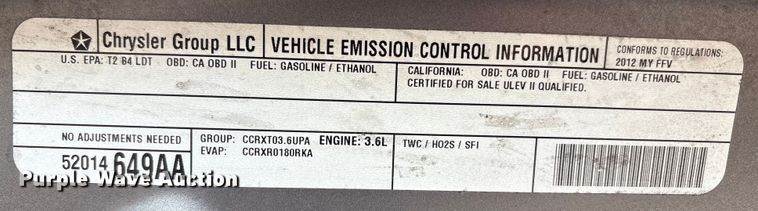 Chrysler Group LLC
VEHICLE EMISSION CONTROL INFORMATION
CONFORMS TO REGULATIONS:
2012 MY FFV
U.S. EPA: T2 B4 LDT OBD: CA OBD II FUEL: GASOLINE / ETHANOL
CALIFORNIA: OBD: CA OBD II FUEL: GASOLINE / ETHANOL
CERTIFIED FOR SALE ULEV II QUALIFIED.
NO ADJUSTMENTS NEEDED
52014 649AA
GROUP: CCRXT03.6UPA ENGINE: 3.6L
EVAP: CCRXR0180RKA
TWC / HO2S / SFI
Purple Wave Auction